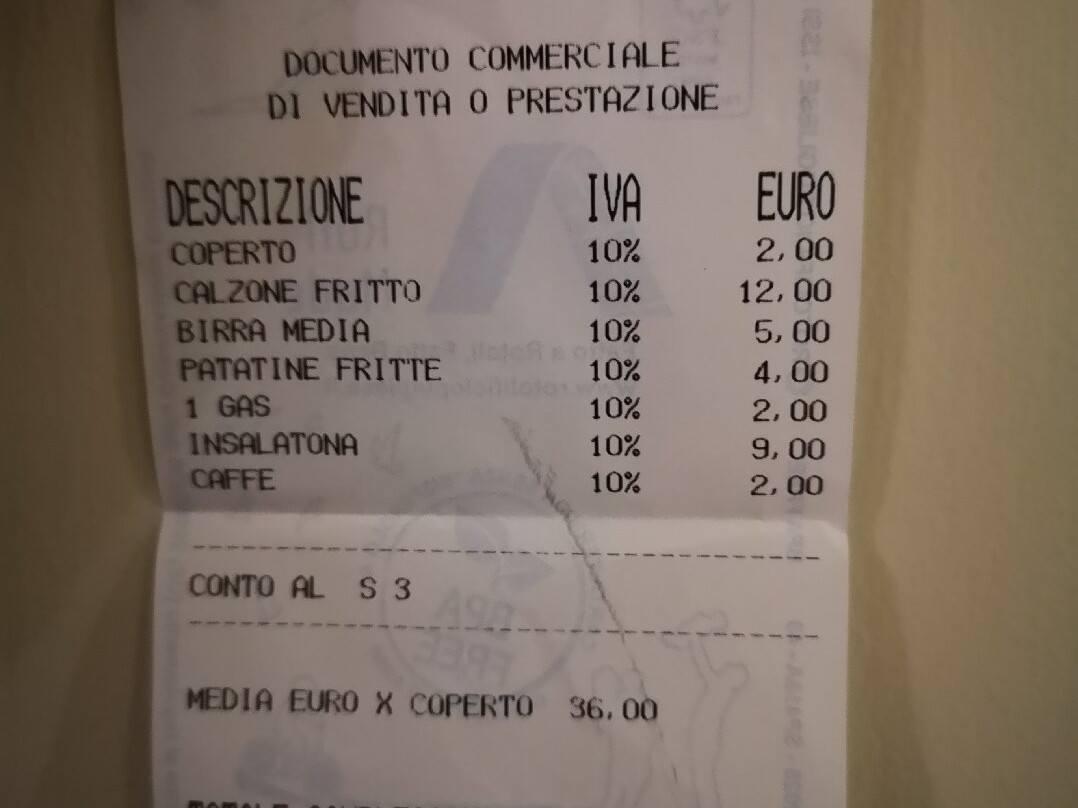 DOCUMENTO COMMERCIALE
DI VENDITA O PRESTAZIONE
DESCRIZIONE IVA EURO
COPERTO 10% 2,00
CALZONE FRITTO 10% 12,00
BIRRA MEDIA 10% 5,00
PATATINE FRITTE 10% 4,00
1 GAS 10% 2,00
INSALATONA 10% 9,00
CAFFE 10% 2,00
CONTO AL S 3
MEDIA EURO X COPERTO 36,00